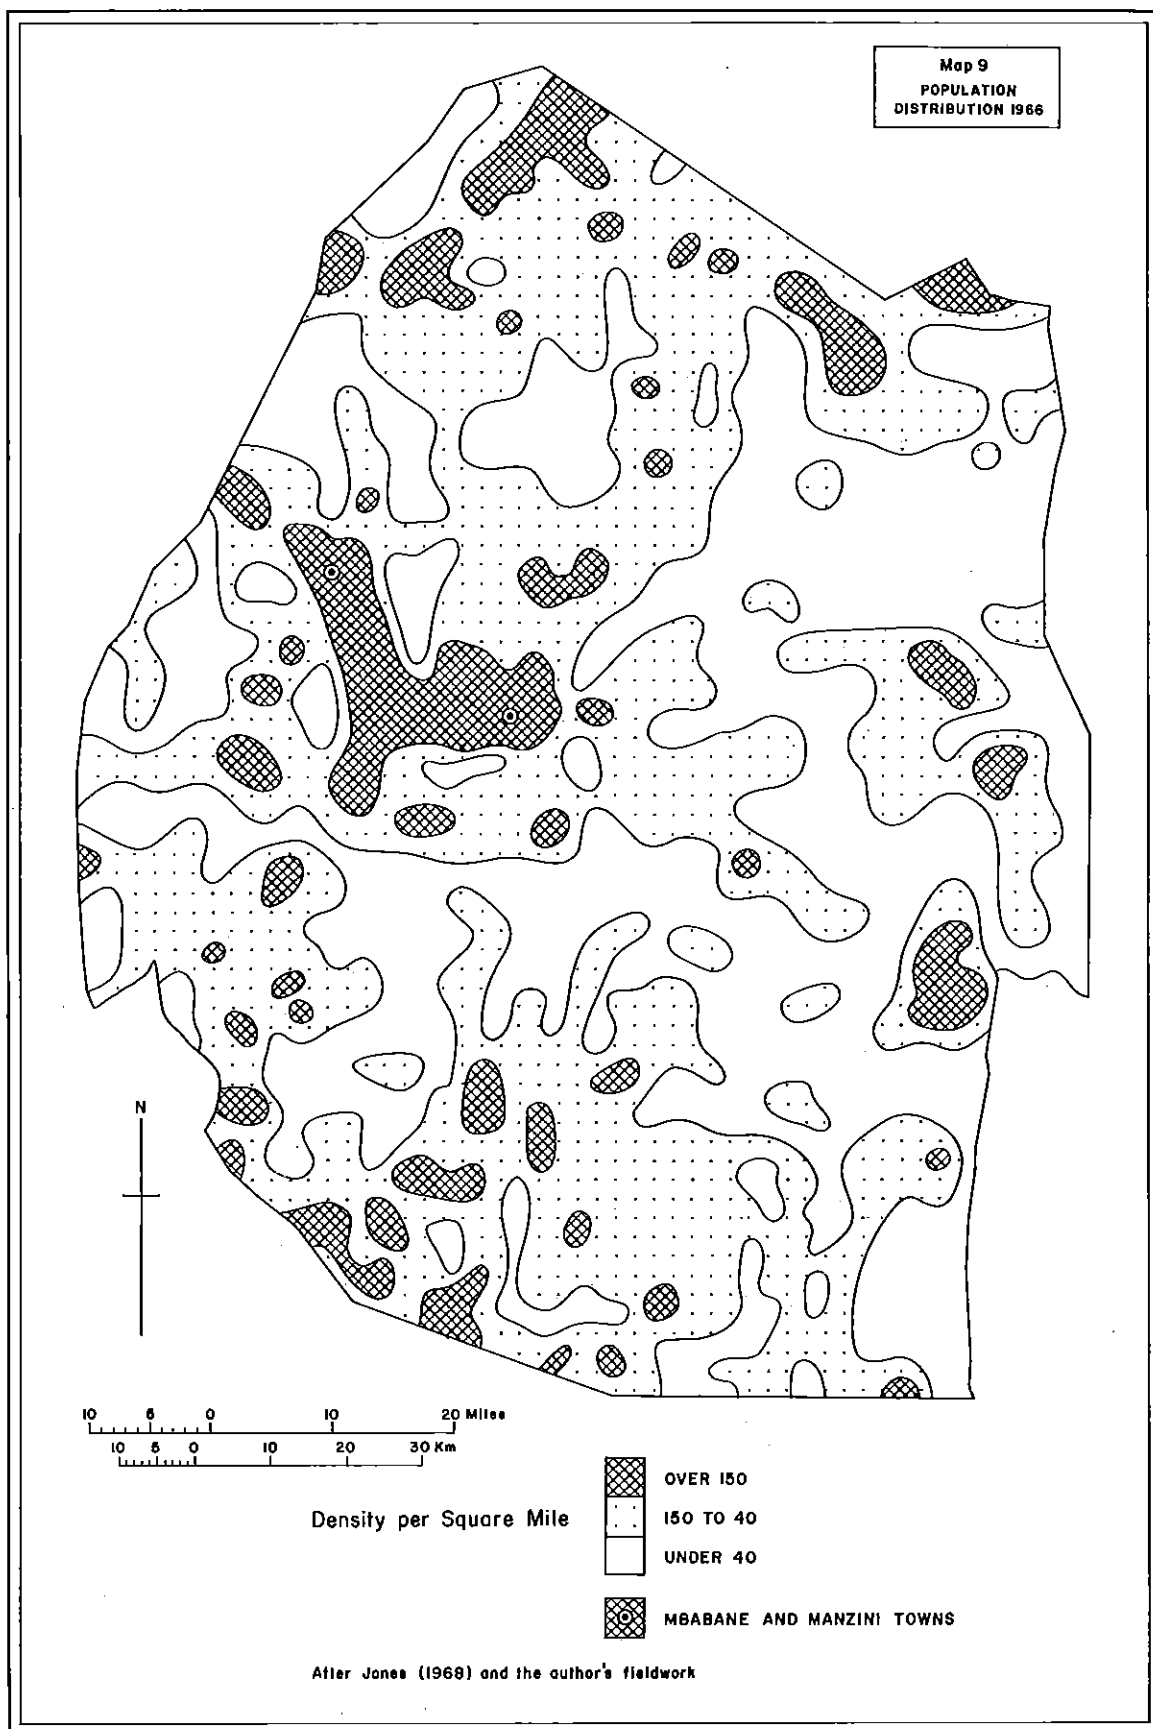 Map 9
POPULATION
DISTRIBUTION 1966
N
10 5 0 10 20 Miles
10 5 0 10 20 30 Km
Density per Square Mile
OVER 150
150 TO 40
UNDER 40
MBABANE AND MANZINI TOWNS
After Jones (1968) and the author's fieldwork